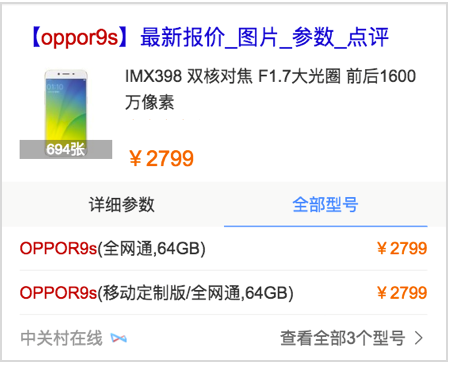 【oppor9s】最新报价_图片_参数_点评
IMX398 双核对焦 F1.7大光圈 前后1600
万像素
694张
￥2799
详细参数
全部型号
OPPOR9s(全网通,64GB)
￥2799
OPPOR9s(移动定制版/全网通,64GB)
￥2799
中关村在线
查看全部3个型号